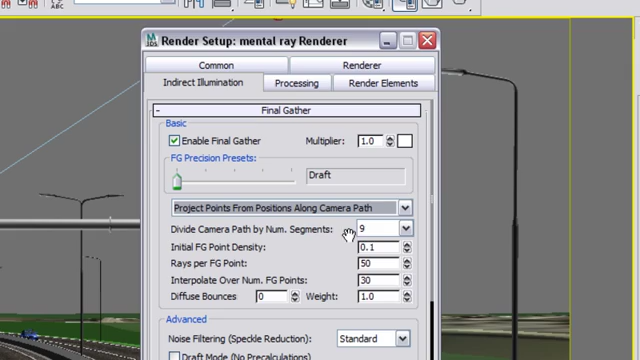 ABC
Render Setup: mental ray Renderer
Common
Renderer
Indirect Illumination
Processing
Render Elements
Final Gather
Basic
Enable Final Gather
Multiplier: 1.0
FG Precision Presets:
Draft
Project Points From Positions Along Camera Path
Divide Camera Path by Num. Segments: 9
Initial FG Point Density: 0.1
Rays per FG Point: 50
Interpolate Over Num. FG Points: 30
Diffuse Bounces 0 Weight: 1.0
Advanced
Noise Filtering (Speckle Reduction): Standard
Draft Mode (No Precalculations)